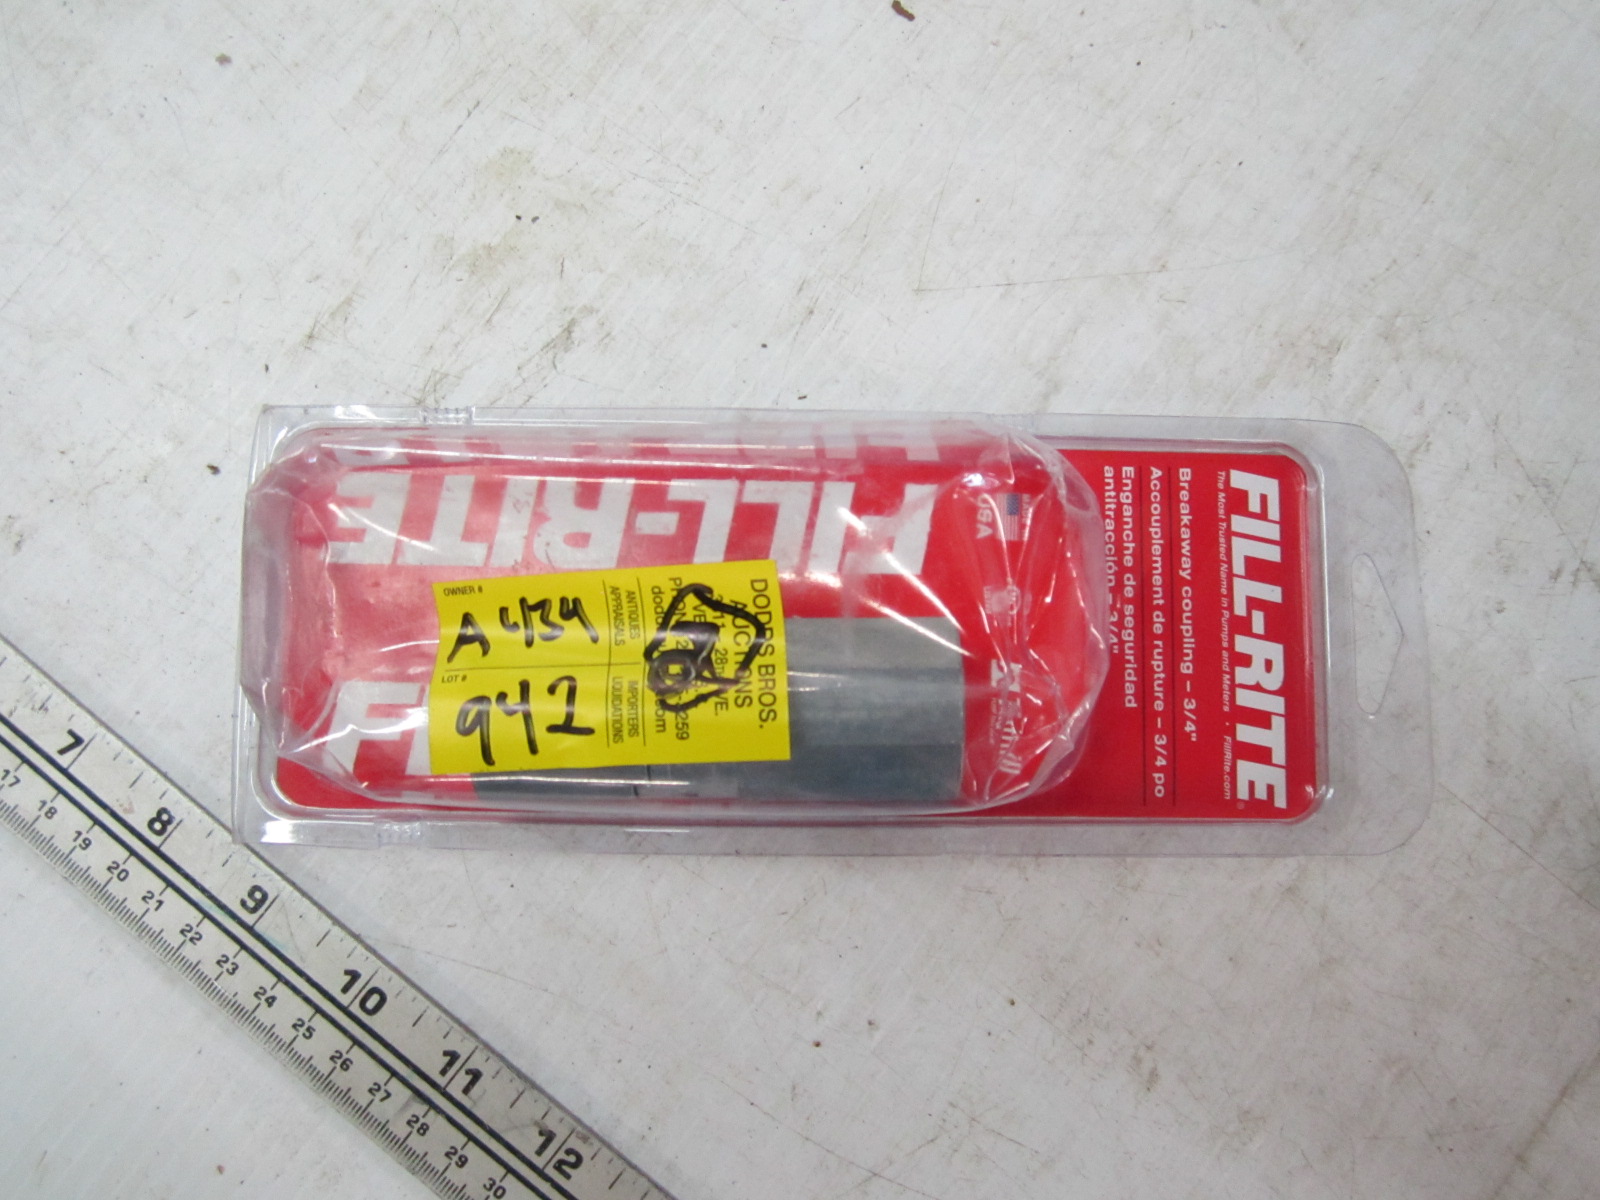 FILL-RITE®
The Most Trusted Name in Pumps and Meters • FillRite.com
Breakaway coupling – 3/4"
Accouplement de rupture – 3/4 po
Enganche de seguridad
antitracción – 3/4"
USA
FILL-RITE
DODDS BROS.
AUCTIONS
ANTIQUES
APPRAISALS
IMPORTERS
LIQUIDATIONS
OWNER #
LOT #
942
7
8
9
10
11
12
17
18
19
20
21
22
23
24
25
26
27
28
29
30